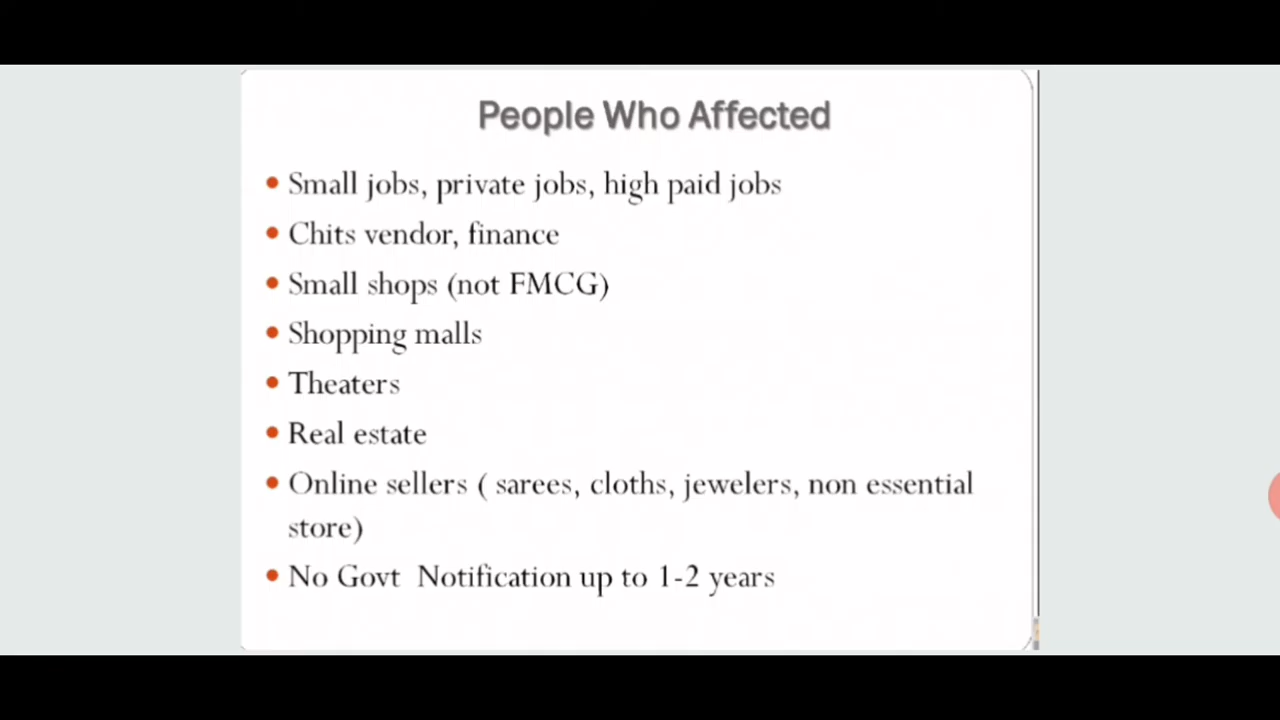 People Who Affected
• Small jobs, private jobs, high paid jobs
• Chits vendor, finance
• Small shops (not FMCG)
• Shopping malls
• Theaters
• Real estate
• Online sellers ( sarees, cloths, jewelers, non essential
store)
• No Govt Notification up to 1-2 years